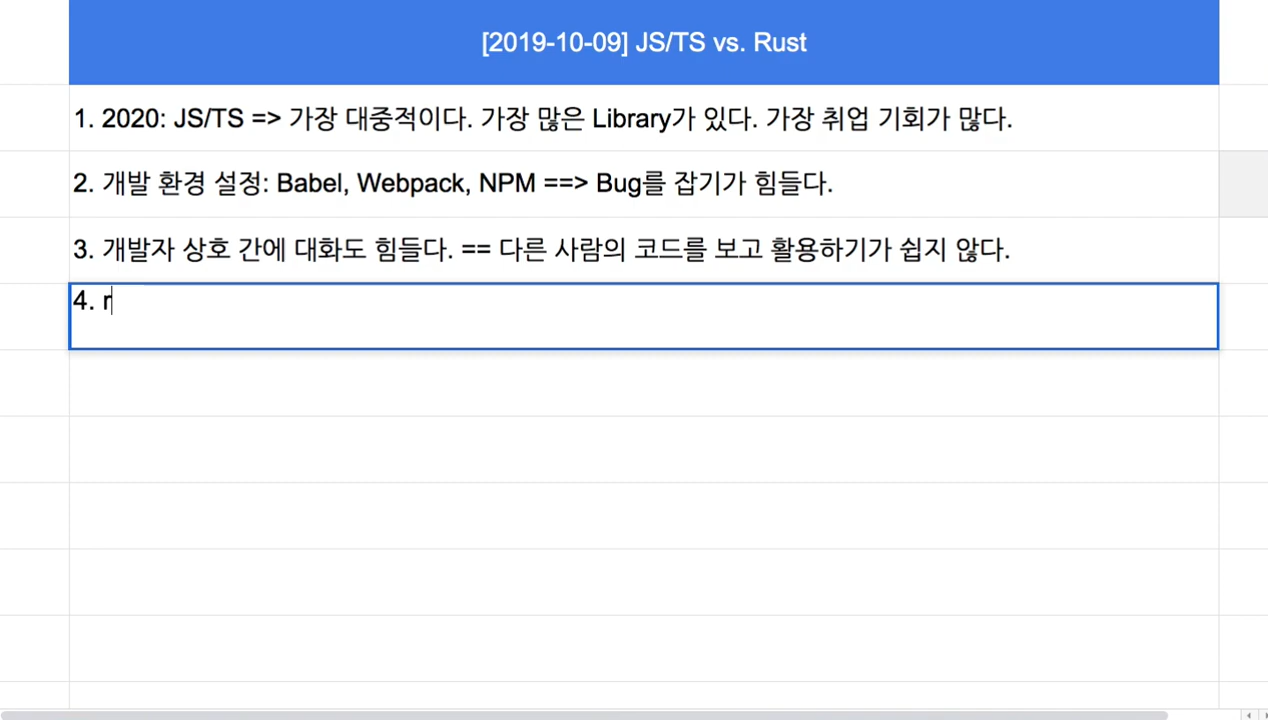 [2019-10-09] JS/TS vs. Rust
1. 2020: JS/TS => 가장 대중적이다. 가장 많은 Library가 있다. 가장 취업 기회가 많다.
2. 개발 환경 설정: Babel, Webpack, NPM ==> Bug를 잡기가 힘들다.
3. 개발자 상호 간에 대화도 힘들다. == 다른 사람의 코드를 보고 활용하기가 쉽지 않다.
4. r